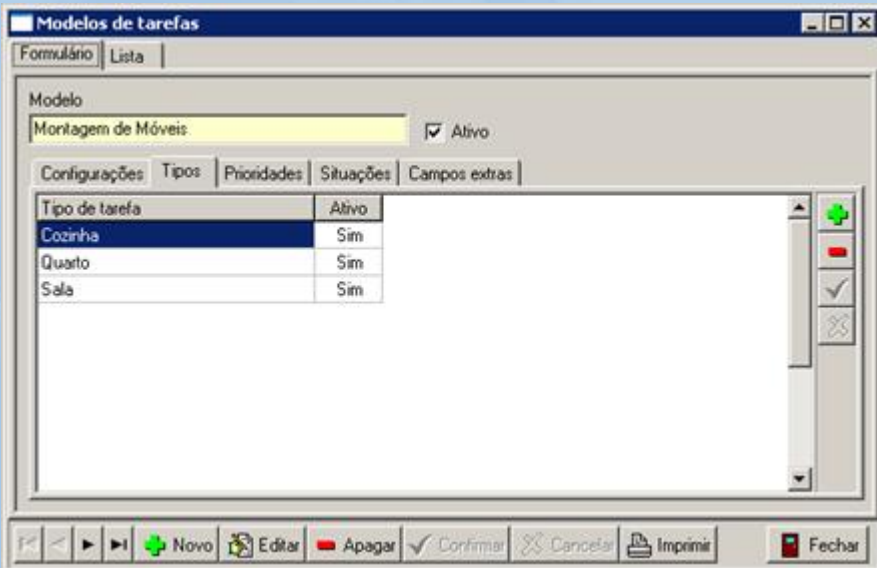 Modelos de tarefas
Formulário Lista
Modelo
Montagem de Móveis Ativo
Configurações Tipos Prioridades Situações Campos extras
Tipo de tarefa Ativo
Cozinha Sim
Quarto Sim
Sala Sim
Novo Editar Apagar Confirmar Cancelar Imprimir Fechar